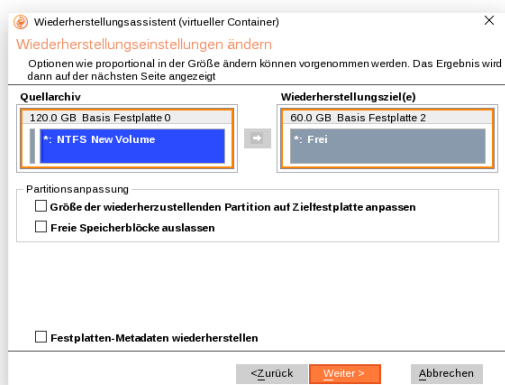 Wiederherstellungsassistent (virtueller Container)
Wiederherstellungseinstellungen ändern
Optionen wie proportional in der Größe ändern können vorgenommen werden. Das Ergebnis wird
dann auf der nächsten Seite angezeigt
Quellarchiv
Wiederherstellungsziel(e)
120.0 GB Basis Festplatte 0
60.0 GB Basis Festplatte 2
*: NTFS New Volume
*: Frei
Partitionsanpassung
Größe der wiederherzustellenden Partition auf Zielfestplatte anpassen
Freie Speicherblöcke auslassen
Festplatten-Metadaten wiederherstellen
<Zurück
Weiter >
Abbrechen